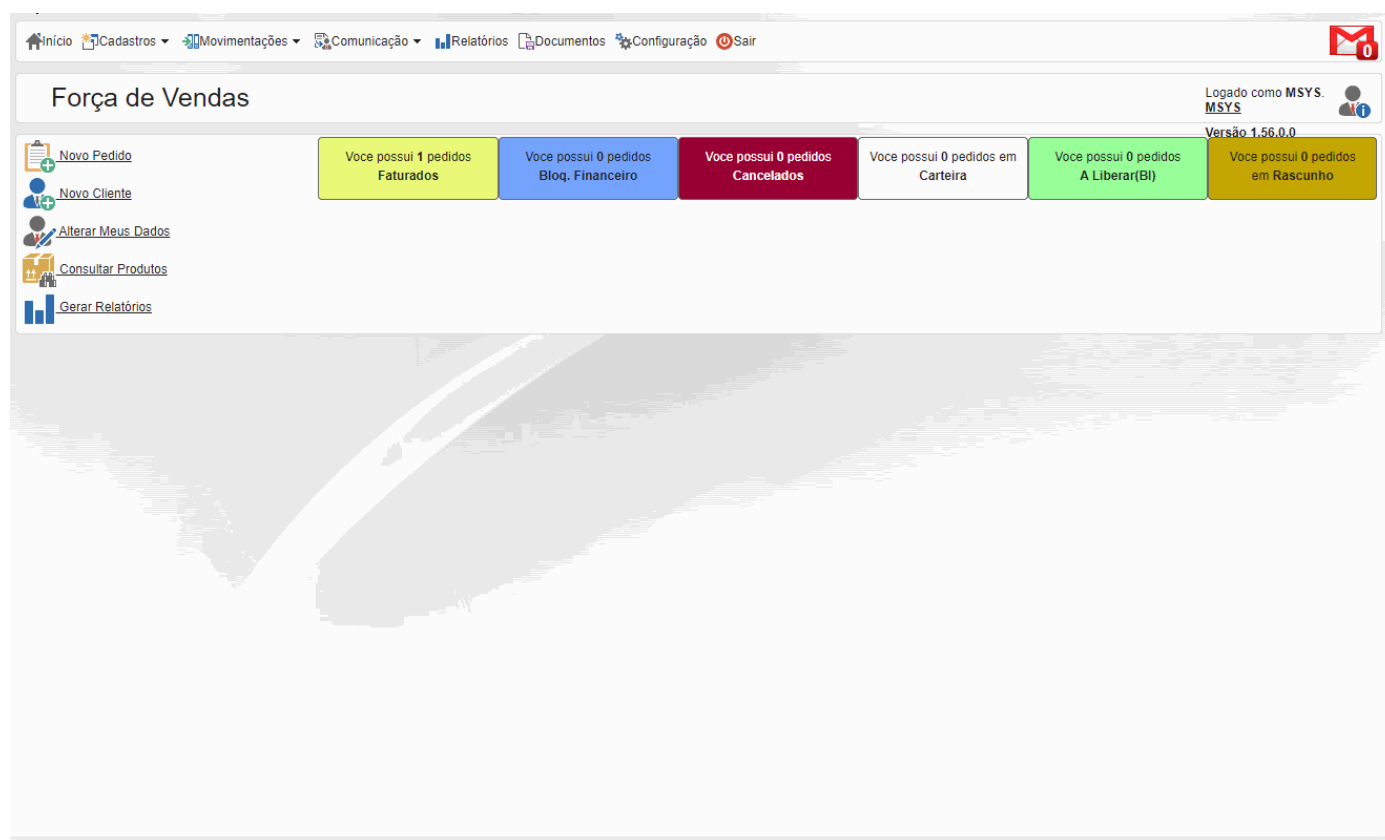 Início Cadastros Movimentações Comunicação Relatórios Documentos Configuração Sair
0
Força de Vendas
Logado como MSYS.
MSYS
Versão 1.56.0.0
Novo Pedido
Novo Cliente
Alterar Meus Dados
Consultar Produtos
Gerar Relatórios
Voce possui 1 pedidos
Faturados
Voce possui 0 pedidos
Bloq. Financeiro
Voce possui 0 pedidos
Cancelados
Voce possui 0 pedidos em
Carteira
Voce possui 0 pedidos
A Liberar(BI)
Voce possui 0 pedidos
em Rascunho